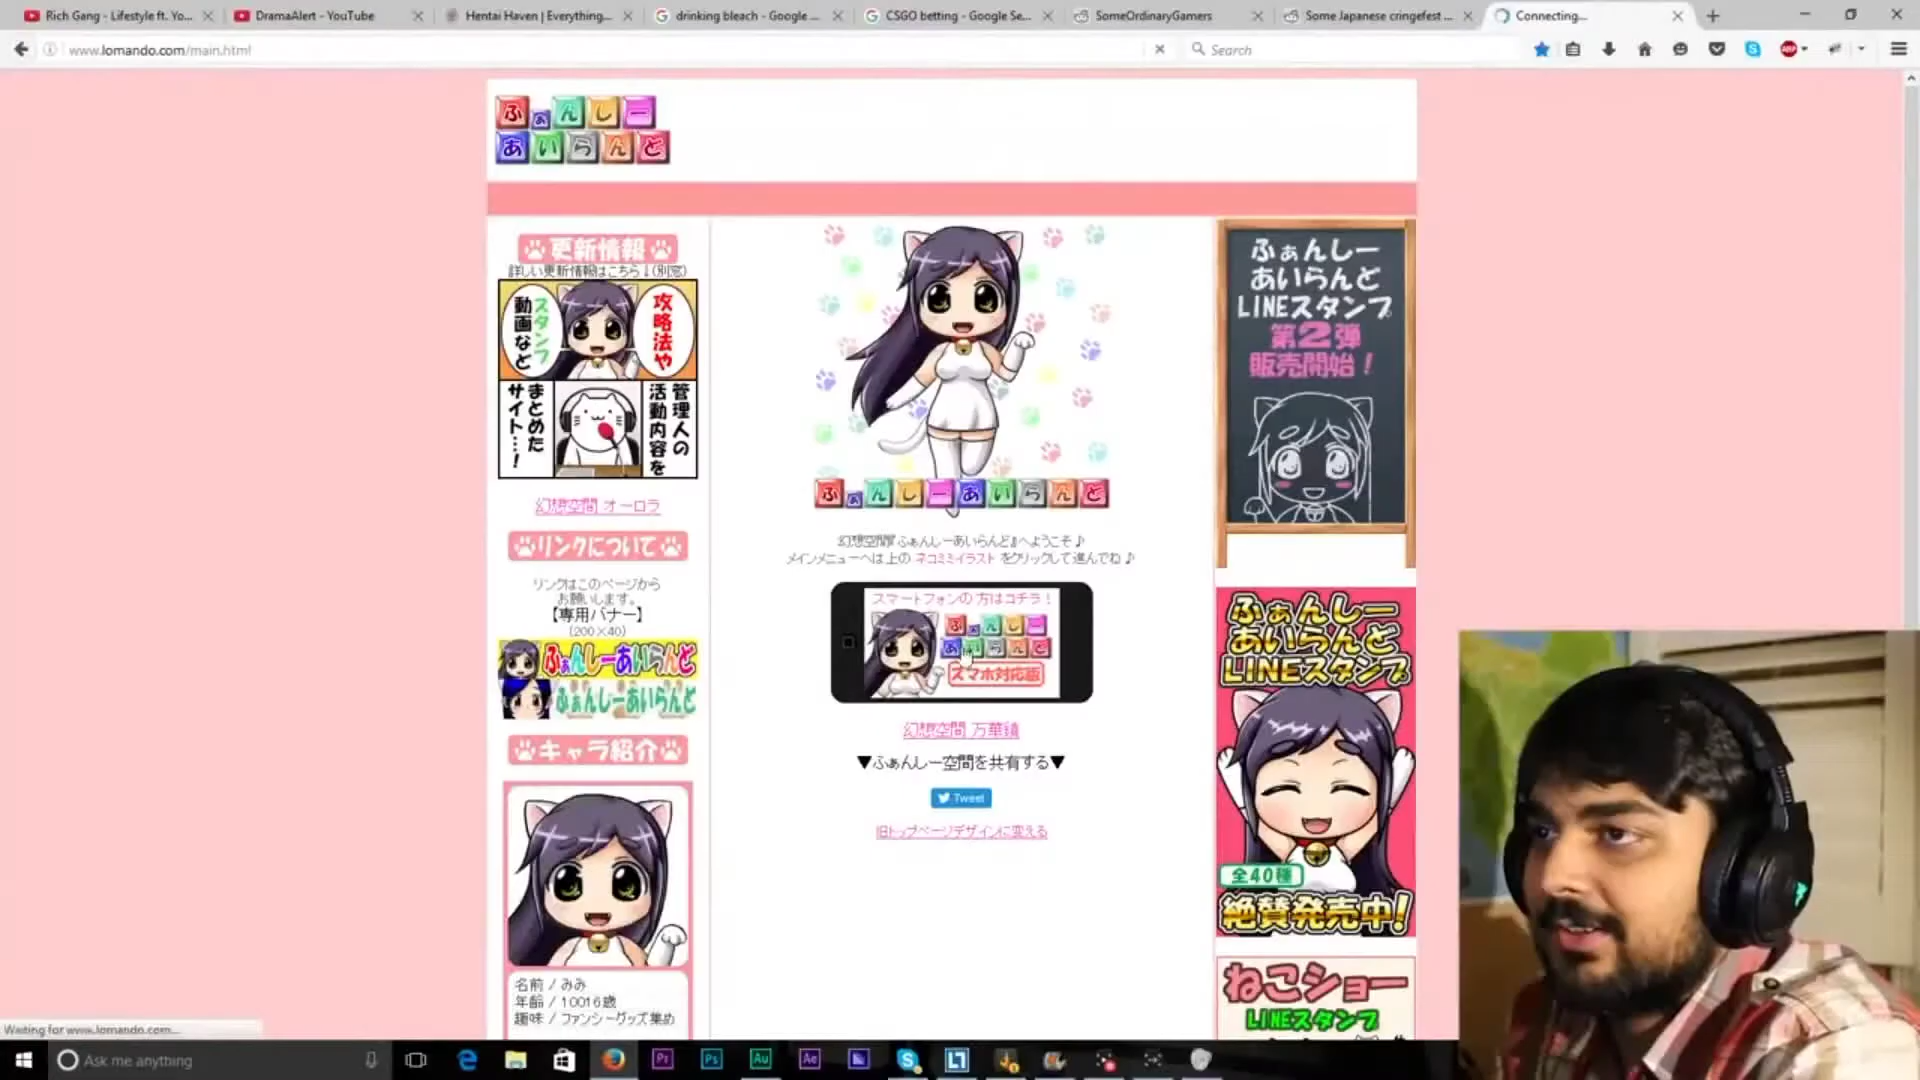 Rich Gang - Lifestyle ft. Yo...
DramaAlert - YouTube
Hentai Haven | Everything...
drinking bleach - Google ...
CSGO betting - Google Se...
SomeOrdinaryGamers
Some Japanese cringefest ...
Connecting...
www.lomando.com/main.html
Search
ABP
ふぁんしー
あいらんど
更新情報
詳しい更新情報はこちら↓(別窓)
攻略法や
スタンプ
動画など
管理人の
活動内容を
まとめた
サイト…!
幻想空間 オーロラ
リンクについて
リンクはこのページから
お願いします。
【専用バナー】
(200×40)
ふぁんしーあいらんど
ふぁんしーあいらんど
キャラ紹介
名前 / みみ
年齢 / 10016歳
趣味 / ファンシーグッズ集め
ふぁんしーあいらんど
幻想空間『ふぁんしーあいらんど』へようこそ♪
メインメニューへは上の ネコミミイラスト をクリックして進んでね♪
スマートフォンの方はコチラ!
ふぁんしー
あいらんど
スマホ対応版
幻想空間 万華鏡
▼ふぁんしー空間を共有する▼
Tweet
旧トップページデザインに変える
ふぁんしー
あいらんど
LINEスタンプ
第2弾
販売開始!
ふぁんしー
あいらんど
LINEスタンプ
全40種
絶賛発売中!
ねこショー
LINEスタンプ
Waiting for www.lomando.com...
Ask me anything
Pr
Ps
Au
Ae